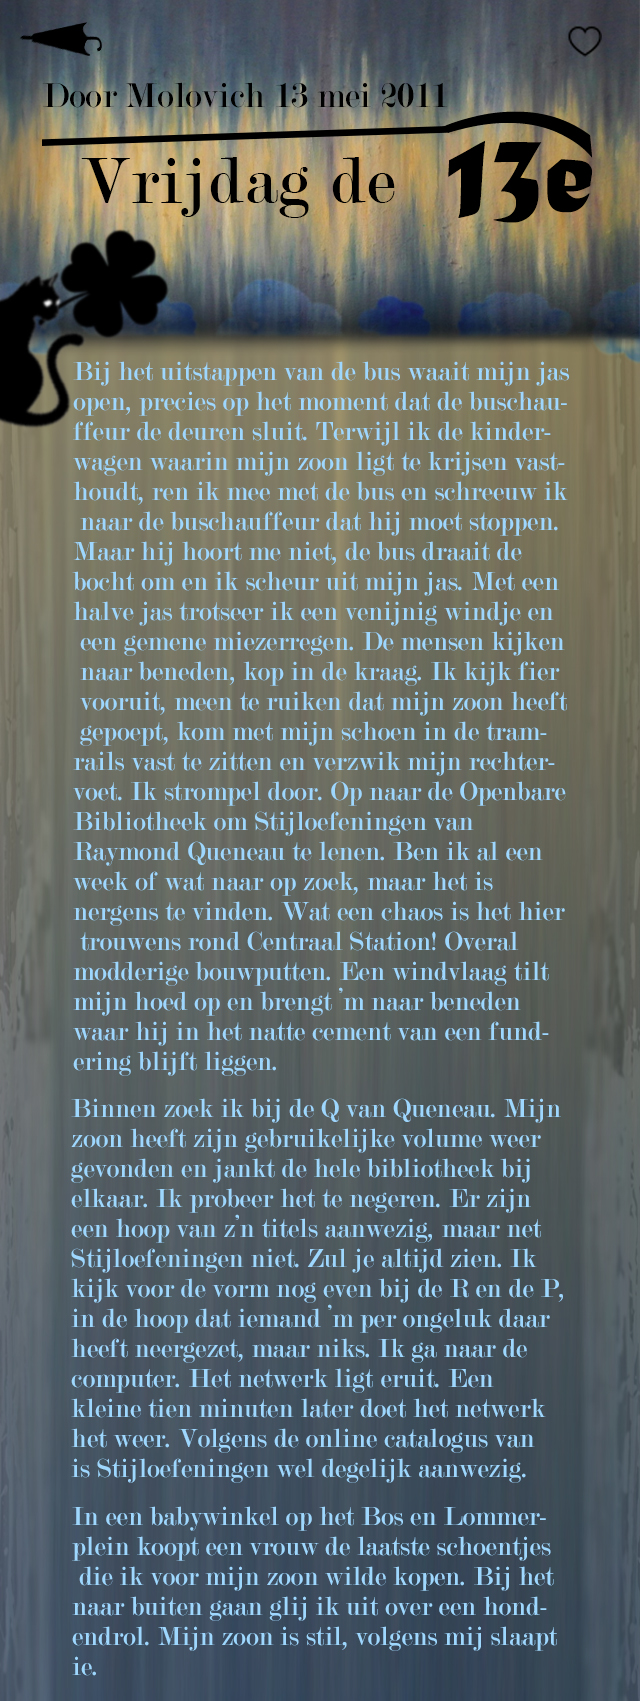 Door Molovich 13 mei 2011
Vrijdag de 13e
Bij het uitstappen van de bus waait mijn jas
open, precies op het moment dat de buschau-
ffeur de deuren sluit. Terwijl ik de kinder-
wagen waarin mijn zoon ligt te krijsen vast-
houdt, ren ik mee met de bus en schreeuw ik
naar de buschauffeur dat hij moet stoppen.
Maar hij hoort me niet, de bus draait de
bocht om en ik scheur uit mijn jas. Met een
halve jas trotseer ik een venijnig windje en
een gemene miezerregen. De mensen kijken
naar beneden, kop in de kraag. Ik kijk fier
vooruit, meen te ruiken dat mijn zoon heeft
gepoept, kom met mijn schoen in de tram-
rails vast te zitten en verzwik mijn rechter-
voet. Ik strompel door. Op naar de Openbare
Bibliotheek om Stijloefeningen van
Raymond Queneau te lenen. Ben ik al een
week of wat naar op zoek, maar het is
nergens te vinden. Wat een chaos is het hier
trouwens rond Centraal Station! Overal
modderige bouwputten. Een windvlaag tilt
mijn hoed op en brengt 'm naar beneden
waar hij in het natte cement van een fund-
ering blijft liggen.
Binnen zoek ik bij de Q van Queneau. Mijn
zoon heeft zijn gebruikelijke volume weer
gevonden en jankt de hele bibliotheek bij
elkaar. Ik probeer het te negeren. Er zijn
een hoop van z'n titels aanwezig, maar net
Stijloefeningen niet. Zul je altijd zien. Ik
kijk voor de vorm nog even bij de R en de P,
in de hoop dat iemand 'm per ongeluk daar
heeft neergezet, maar niks. Ik ga naar de
computer. Het netwerk ligt eruit. Een
kleine tien minuten later doet het netwerk
het weer. Volgens de online catalogus van
is Stijloefeningen wel degelijk aanwezig.
In een babywinkel op het Bos en Lommer-
plein koopt een vrouw de laatste schoentjes
die ik voor mijn zoon wilde kopen. Bij het
naar buiten gaan glij ik uit over een hond-
endrol. Mijn zoon is stil, volgens mij slaapt
ie.